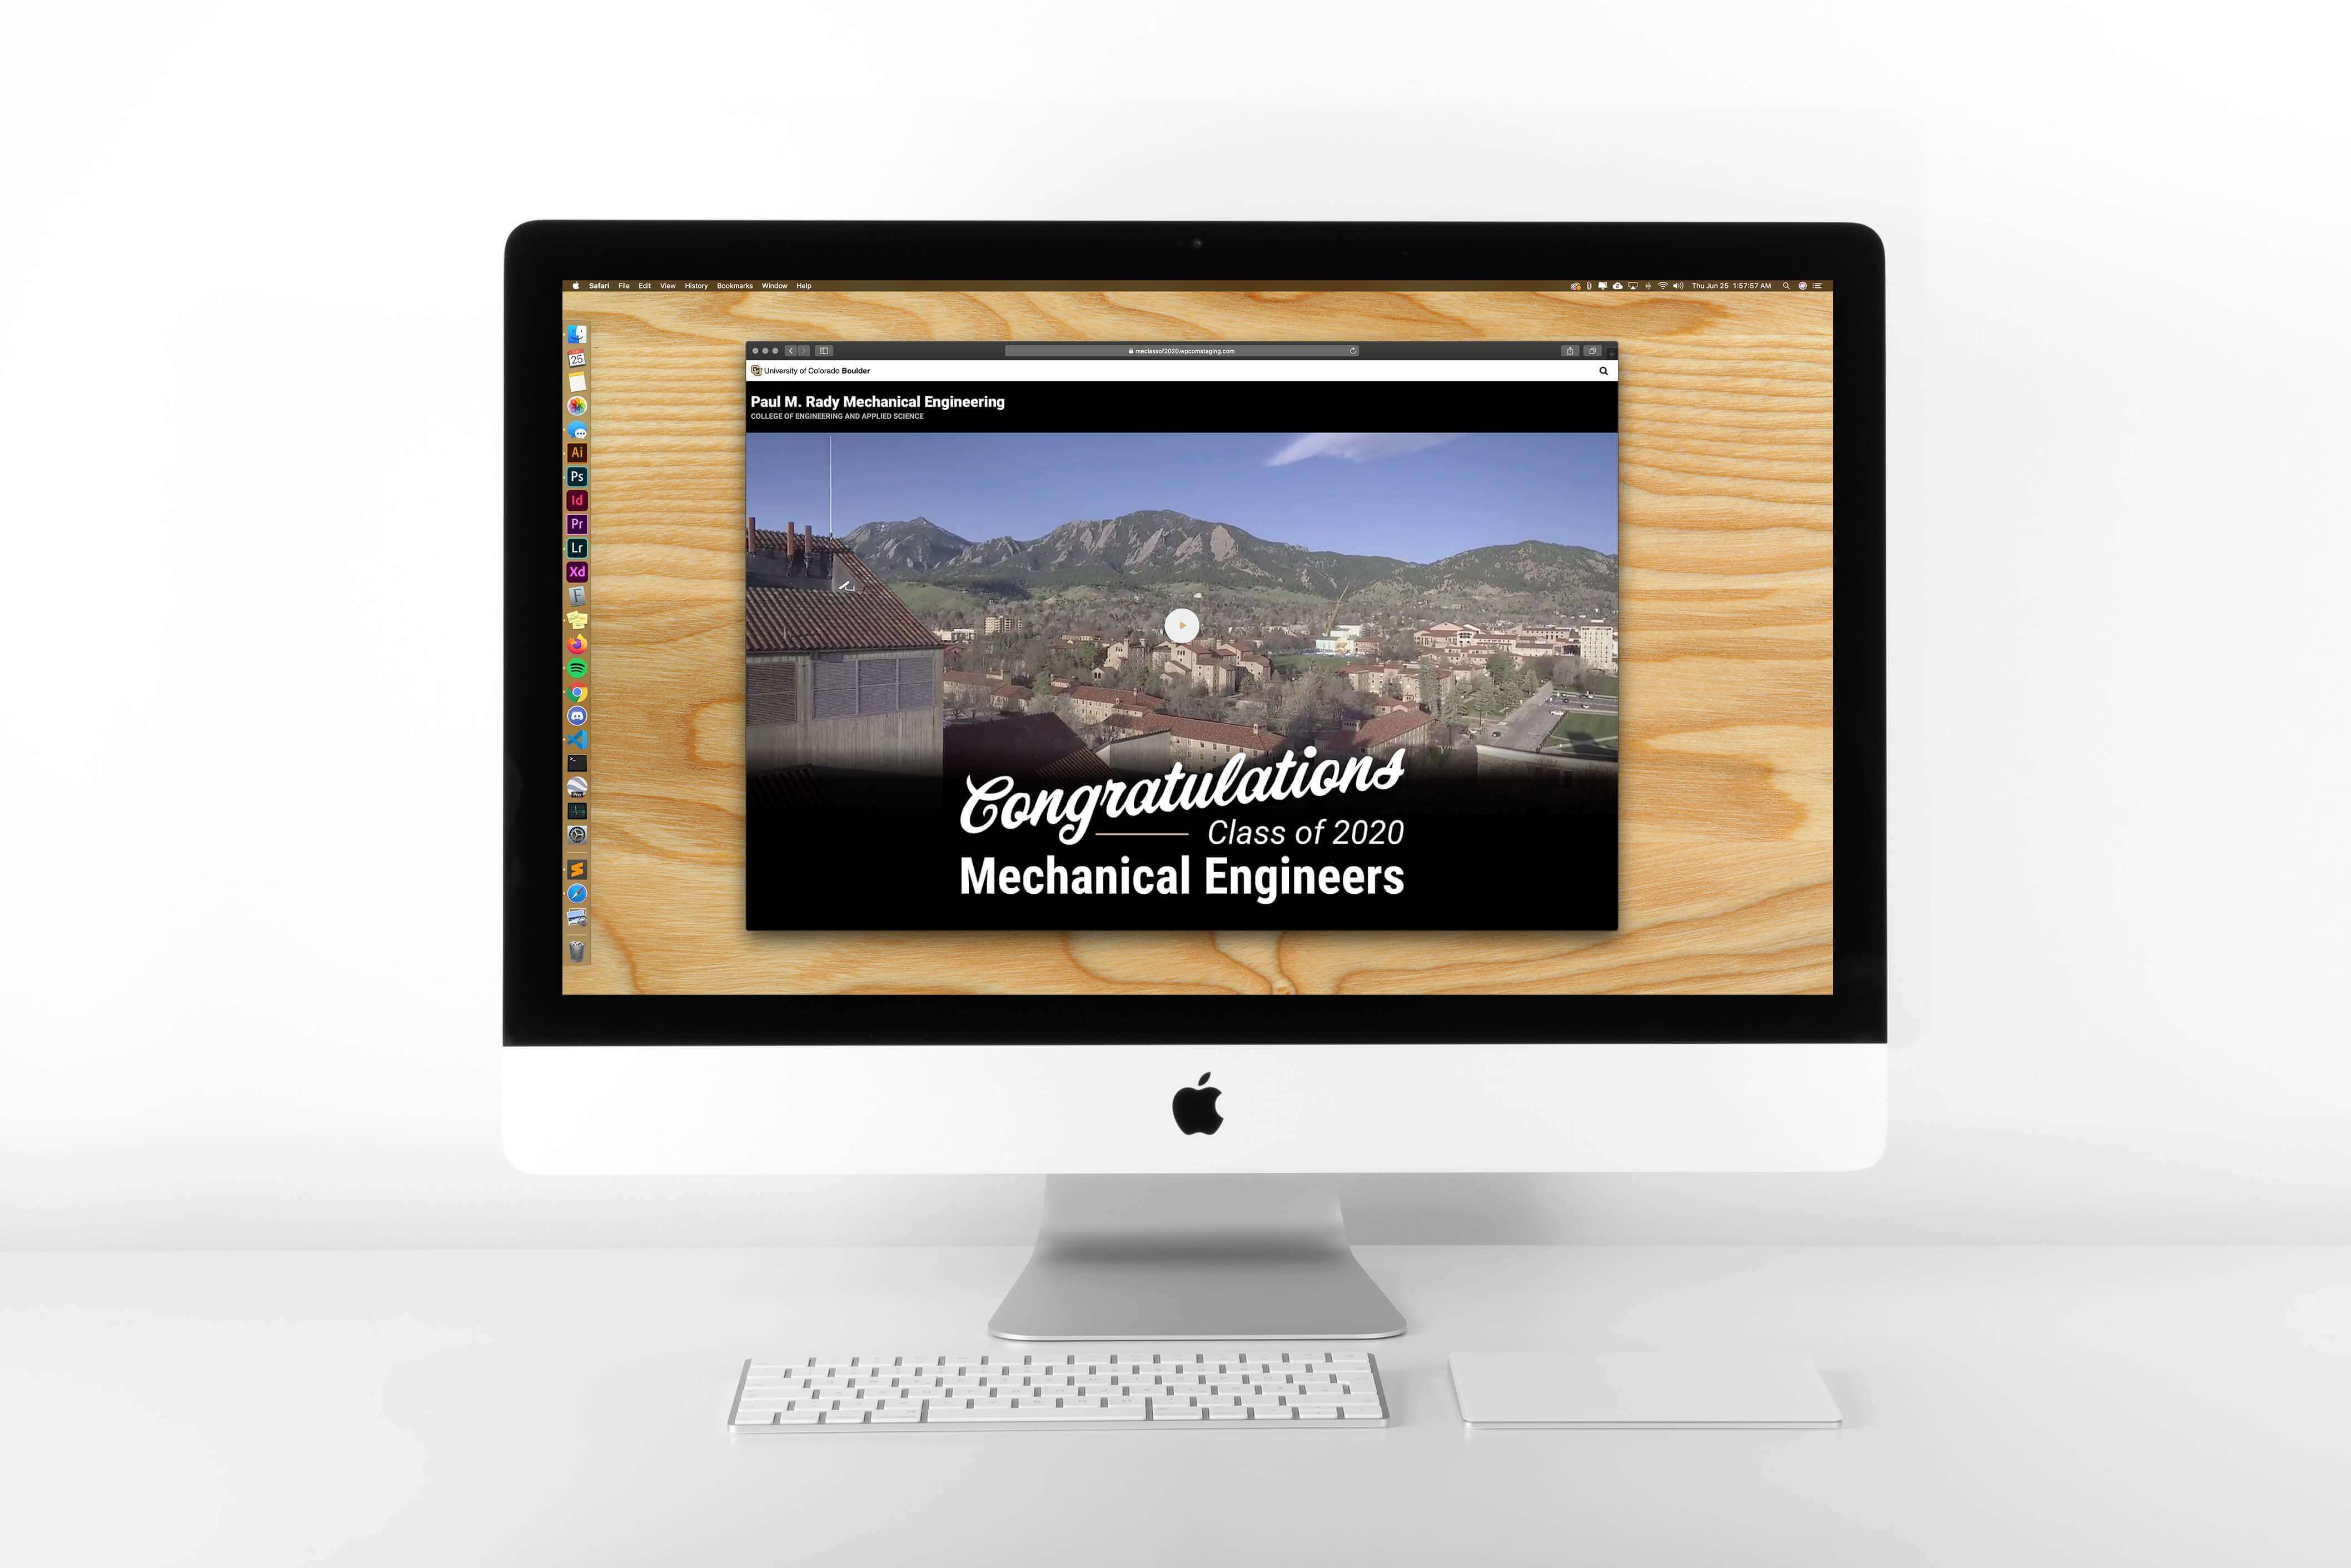 Safari File Edit View History Bookmarks Window Help
Thu Jun 25 1:57:57 AM
meclassof2020.wpcomstaging.com
University of Colorado Boulder
Paul M. Rady Mechanical Engineering
COLLEGE OF ENGINEERING AND APPLIED SCIENCE
25
Ai
Ps
Id
Pr
Lr
Xd
F
Congratulations
Class of 2020
Mechanical Engineers